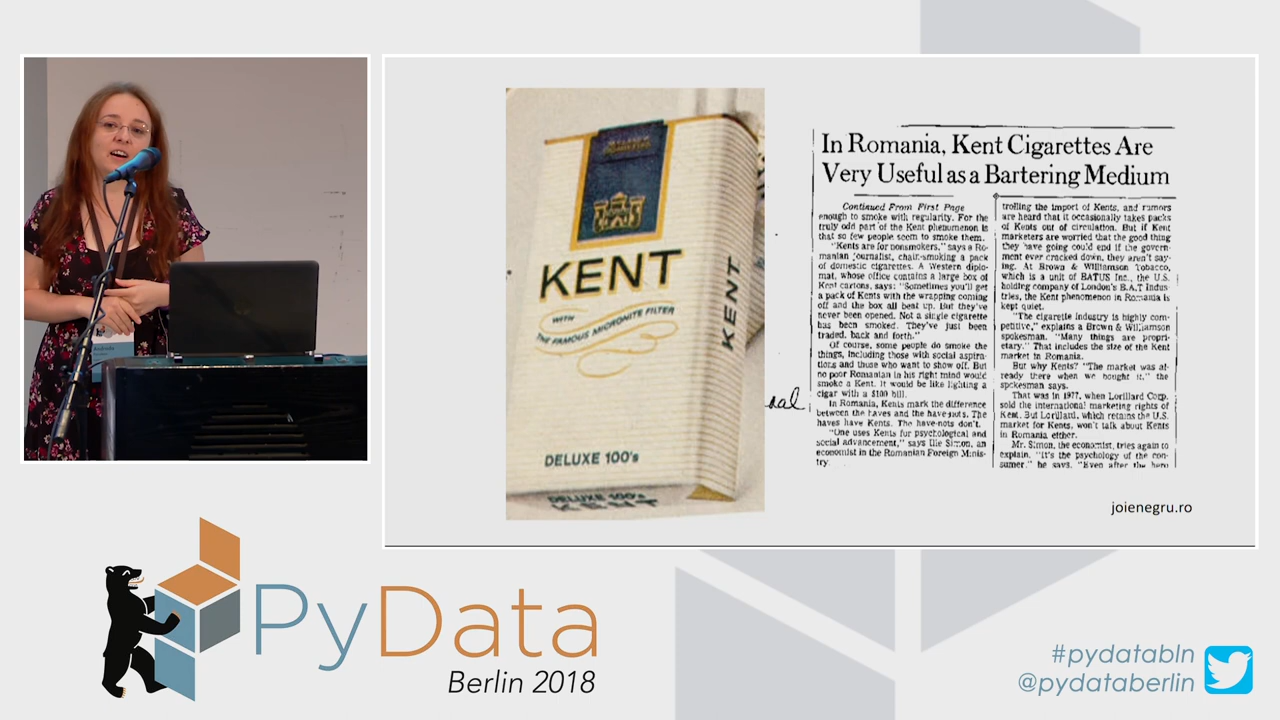 In Romania, Kent Cigarettes Are
Very Useful as a Bartering Medium
Continued From First Page
enough to smoke with regularity. For the
truly odd part of the Kent phenomenon is
that so few people seem to smoke them.
"Kents are for nonsmokers," says a Ro-
manian journalist, chain-smoking a pack
of domestic cigarettes. A Western diplo-
mat, whose office contains a large box of
Kent cartons, says: "Sometimes you'll get
a pack of Kents with the wrapping coming
off and the box all beat up. But they've
never been opened. Not a single cigarette
has been smoked. They've just been
traded, back and forth."
Of course, some people do smoke the
things, including those with social aspira-
tions and those who want to show off. But
no poor Romanian in his right mind would
smoke a Kent. It would be like lighting a
cigar with a $100 bill.
In Romania, Kents mark the difference
between the haves and the have-nots. The
haves have Kents. The have-nots don't.
"One uses Kents for psychological and
social advancement," says Ilie Simon, an
economist in the Romanian Foreign Minis-
try.
trolling the import of Kents, and rumors
are heard that it occasionally takes packs
of Kents out of circulation. But if Kent
marketers are worried that the good thing
they have going could end if the govern-
ment ever cracked down, they aren't say-
ing. At Brown & Williamson Tobacco,
which is a unit of BATUS Inc., the U.S.
holding company of London's B.A.T Indus-
tries, the Kent phenomenon in Romania is
kept quiet.
"The cigarette industry is highly com-
petitive," explains a Brown & Williamson
spokesman. "Many things are propri-
etary." That includes the size of the Kent
market in Romania.
But why Kents? "The market was al-
ready there when we bought it," the
spokesman says.
That was in 1977, when Lorillard Corp.
sold the international marketing rights of
Kent. But Lorillard, which retains the U.S.
market for Kents, won't talk about Kents
in Romania either.
Mr. Simon, the economist, tries again to
explain. "It's the psychology of the con-
sumer," he says. "Even after the hero
KENT
WITH
THE FAMOUS MICRONITE FILTER
DELUXE 100's
KENT
DELUXE 100's
KENT
joienegru.ro
PyData
Berlin 2018
#pydatabln
@pydataberlin